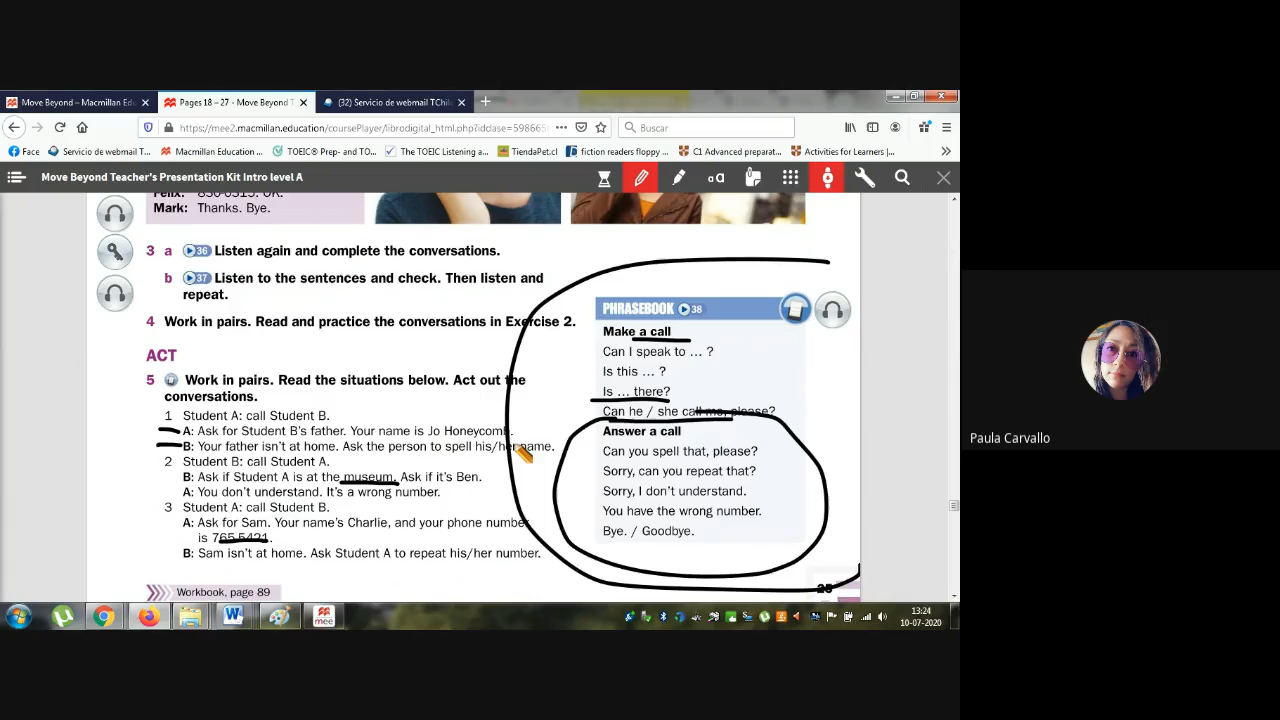 Move Beyond – Macmillan Edu
Pages 18 – 27 - Move Beyond T
(32) Servicio de webmail TChil
https://mee2.macmillan.education/coursePlayer/librodigital_html.php?idclase=598665
Buscar
Face
Servicio de webmail T...
Macmillan Education ...
TOEIC® Prep- and TO...
The TOEIC Listening a...
TiendaPet.cl
fiction readers floppy ...
C1 Advanced preparat...
Activities for Learners |...
Move Beyond Teacher's Presentation Kit Intro level A
Mark: Thanks. Bye.
3 a 36 Listen again and complete the conversations.
b 37 Listen to the sentences and check. Then listen and
repeat.
4 Work in pairs. Read and practice the conversations in Exercise 2.
ACT
5 Work in pairs. Read the situations below. Act out the
conversations.
1 Student A: call Student B.
A: Ask for Student B's father. Your name is Jo Honeycomb.
B: Your father isn't at home. Ask the person to spell his/her name.
2 Student B: call Student A.
B: Ask if Student A is at the museum. Ask if it's Ben.
A: You don't understand. It's a wrong number.
3 Student A: call Student B.
A: Ask for Sam. Your name's Charlie, and your phone number
is 765-5421.
B: Sam isn't at home. Ask Student A to repeat his/her number.
Workbook, page 89
PHRASEBOOK 38
Make a call
Can I speak to ... ?
Is this ... ?
Is ... there?
Can he / she call me, please?
Answer a call
Can you spell that, please?
Sorry, can you repeat that?
Sorry, I don't understand.
You have the wrong number.
Bye. / Goodbye.
25
Paula Carvallo
mee
13:24
10-07-2020